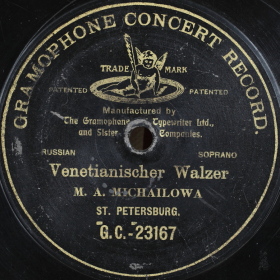 GRAMOPHONE CONCERT RECORD.
TRADE MARK
PATENTED PATENTED
Manufactured by
The Gramophone & Typewriter Ltd.,
and Sister Companies.
RUSSIAN SOPRANO
Venetianischer Walzer
M. A. MICHAILOWA
ST. PETERSBURG.
G.C.-23167